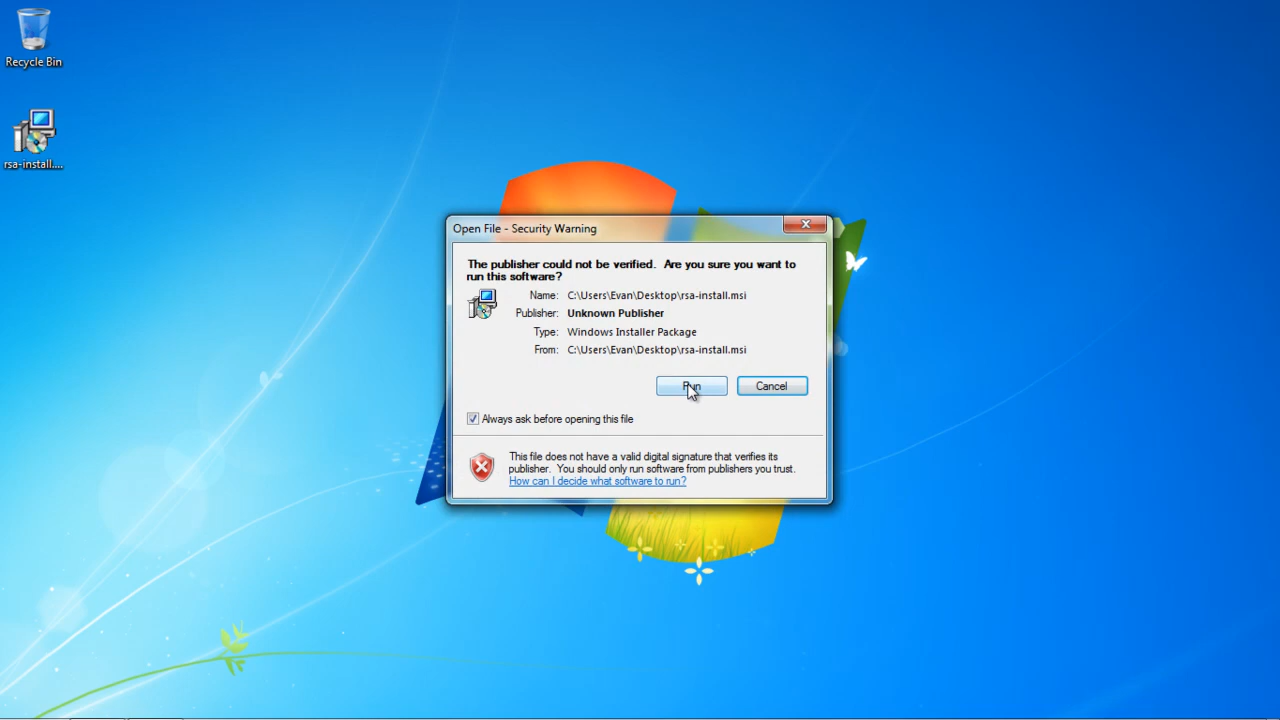 Recycle Bin
rsa-install....
Open File - Security Warning
The publisher could not be verified. Are you sure you want to
run this software?
Name: C:\Users\Evan\Desktop\rsa-install.msi
Publisher: Unknown Publisher
Type: Windows Installer Package
From: C:\Users\Evan\Desktop\rsa-install.msi
Run Cancel
Always ask before opening this file
This file does not have a valid digital signature that verifies its
publisher. You should only run software from publishers you trust.
How can I decide what software to run?